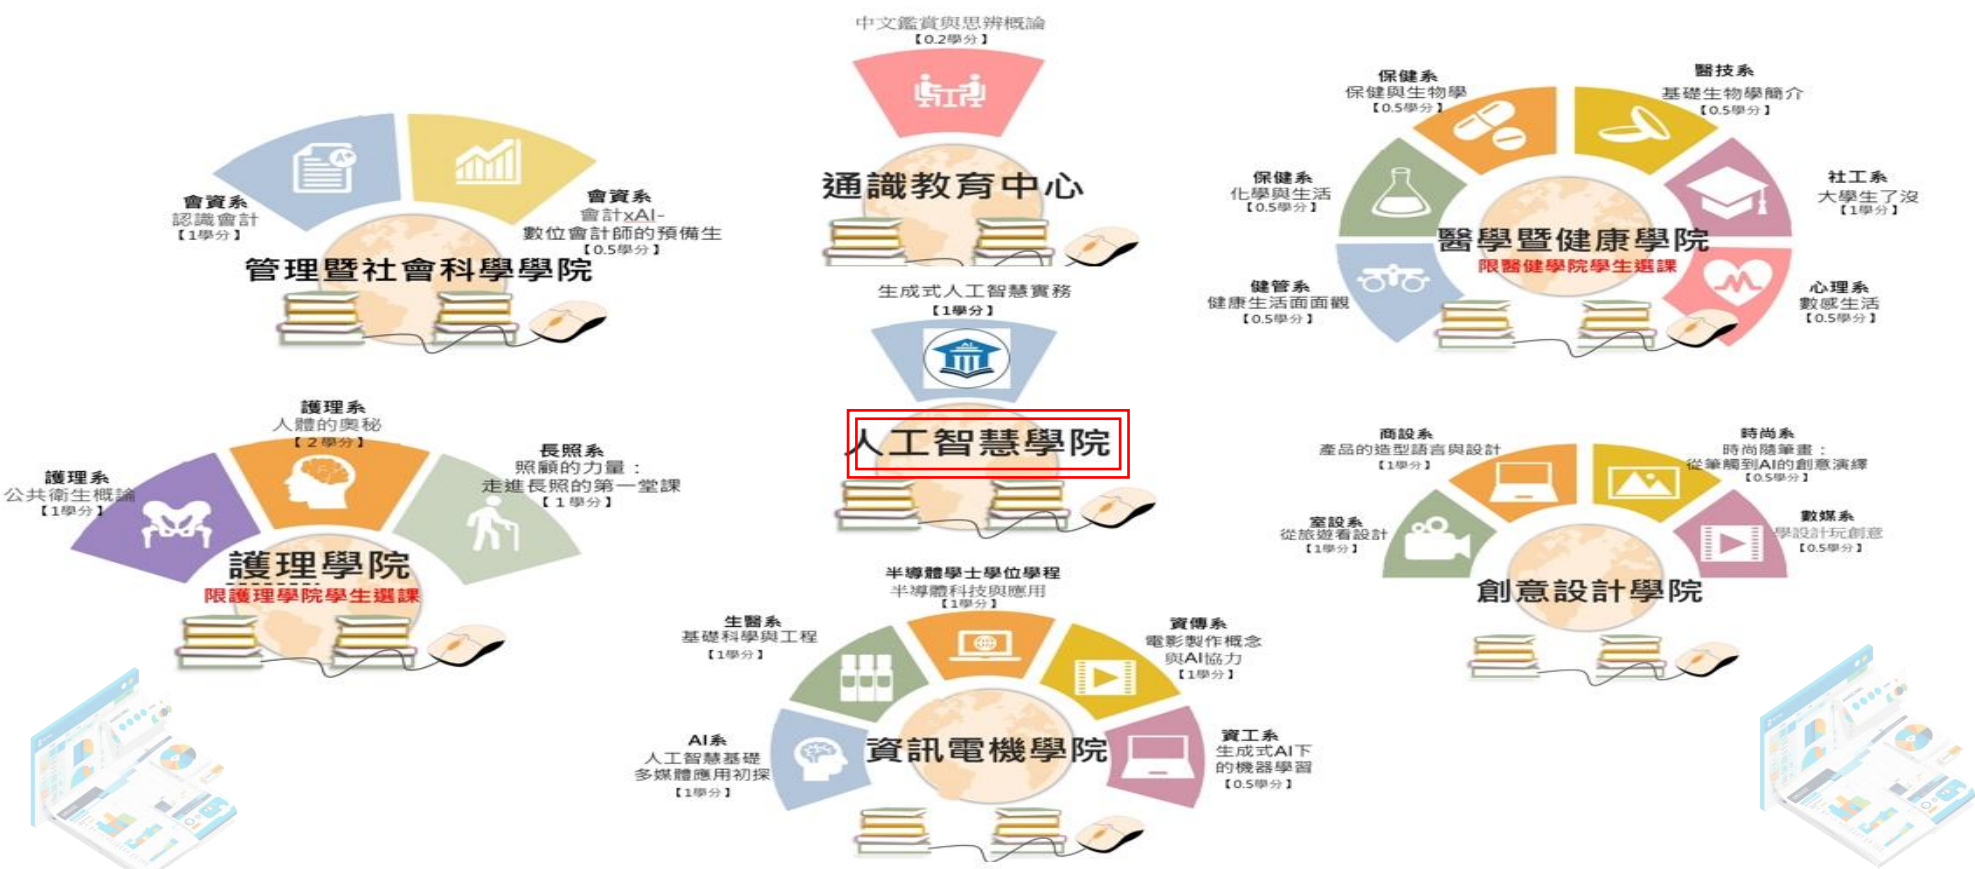 中文鑑賞與思辨概論
【0.2學分】
通識教育中心
會資系
認識會計
【1學分】
會資系
會計xAI-
數位會計師的預備生
【0.5學分】
管理暨社會科學學院
保健系
保健與生物學
【0.5學分】
醫技系
基礎生物學簡介
【0.5學分】
保健系
化學與生活
【0.5學分】
社工系
大學生了沒
【1學分】
健管系
健康生活面面觀
【0.5學分】
心理系
數感生活
【0.5學分】
醫學暨健康學院
限醫健學院學生選課
生成式人工智慧實務
【1學分】
AI
人工智慧學院
護理系
人體的奧秘
【2學分】
護理系
公共衛生概論
【1學分】
長照系
照顧的力量：
走進長照的第一堂課
【1學分】
護理學院
限護理學院學生選課
商設系
產品的造型語言與設計
【1學分】
時尚系
時尚隨筆畫：
從筆觸到AI的創意演繹
【0.5學分】
室設系
從旅遊看設計
【1學分】
數媒系
學設計玩創意
【0.5學分】
創意設計學院
半導體學士學位學程
半導體科技與應用
【1學分】
生醫系
基礎科學與工程
【1學分】
資傳系
電影製作概念
與AI協力
【1學分】
AI系
人工智慧基礎
多媒體應用初探
【1學分】
資工系
生成式AI下
的機器學習
【0.5學分】
資訊電機學院
A+